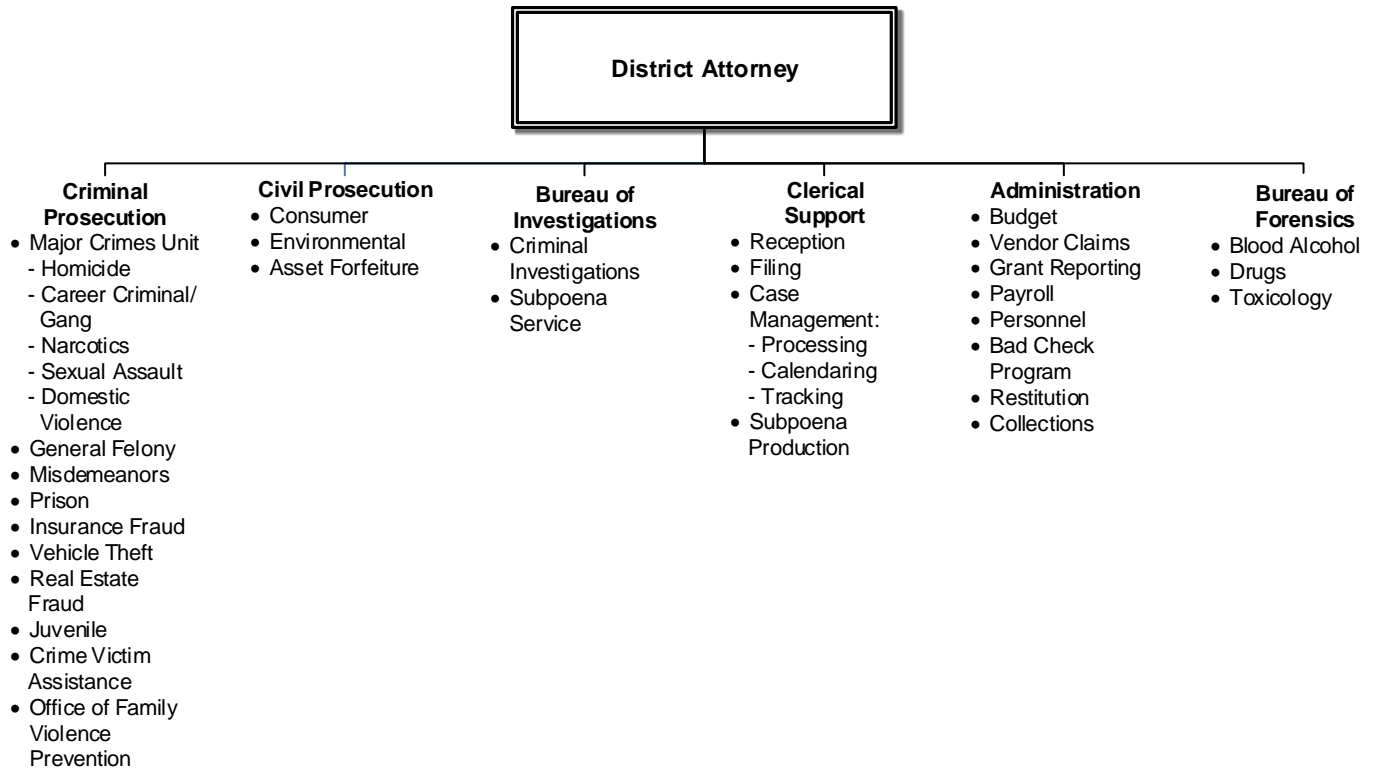 District Attorney
Criminal
Prosecution
• Major Crimes Unit
- Homicide
- Career Criminal/
Gang
- Narcotics
- Sexual Assault
- Domestic
Violence
• General Felony
• Misdemeanors
• Prison
• Insurance Fraud
• Vehicle Theft
• Real Estate
Fraud
• Juvenile
• Crime Victim
Assistance
• Office of Family
Violence
Prevention
Civil Prosecution
• Consumer
• Environmental
• Asset Forfeiture
Bureau of
Investigations
• Criminal
Investigations
• Subpoena
Service
Clerical
Support
• Reception
• Filing
• Case
Management:
- Processing
- Calendaring
- Tracking
• Subpoena
Production
Administration
• Budget
• Vendor Claims
• Grant Reporting
• Payroll
• Personnel
• Bad Check
Program
• Restitution
• Collections
Bureau of
Forensics
• Blood Alcohol
• Drugs
• Toxicology